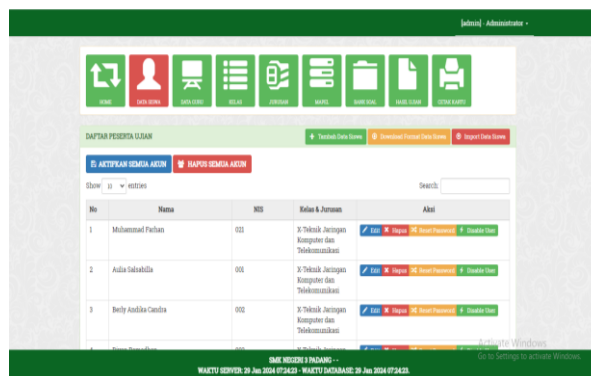 [admin] - Administrator
HOME DATA SISWA DATA GURU KELAS JURUSAN MAPEL BANK SOAL HASIL UJIAN CETAK KARTU
DAFTAR PESERTA UJIAN
Tambah Data Siswa Download Format Data Siswa Import Data Siswa
AKTIFKAN SEMUA AKUN HAPUS SEMUA AKUN
Show 10 entries Search:
No Nama NIS Kelas & Jurusan Aksi
1 Muhammad Farhan 021 X-Teknik Jaringan Edit Hapus Reset Password Disable User
Komputer dan
Telekomunikasi
2 Aulia Salsabilla 001 X-Teknik Jaringan Edit Hapus Reset Password Disable User
Komputer dan
Telekomunikasi
3 Berly Andika Candra 002 X-Teknik Jaringan Edit Hapus Reset Password Disable User
Komputer dan
Telekomunikasi
Activate Windows
Go to Settings to activate Windows.
SMK NEGERI 3 PADANG - -
WAKTU SERVER: 29 Jan 2024 07:24:23 - WAKTU DATABASE: 29 Jan 2024 07:24:23.